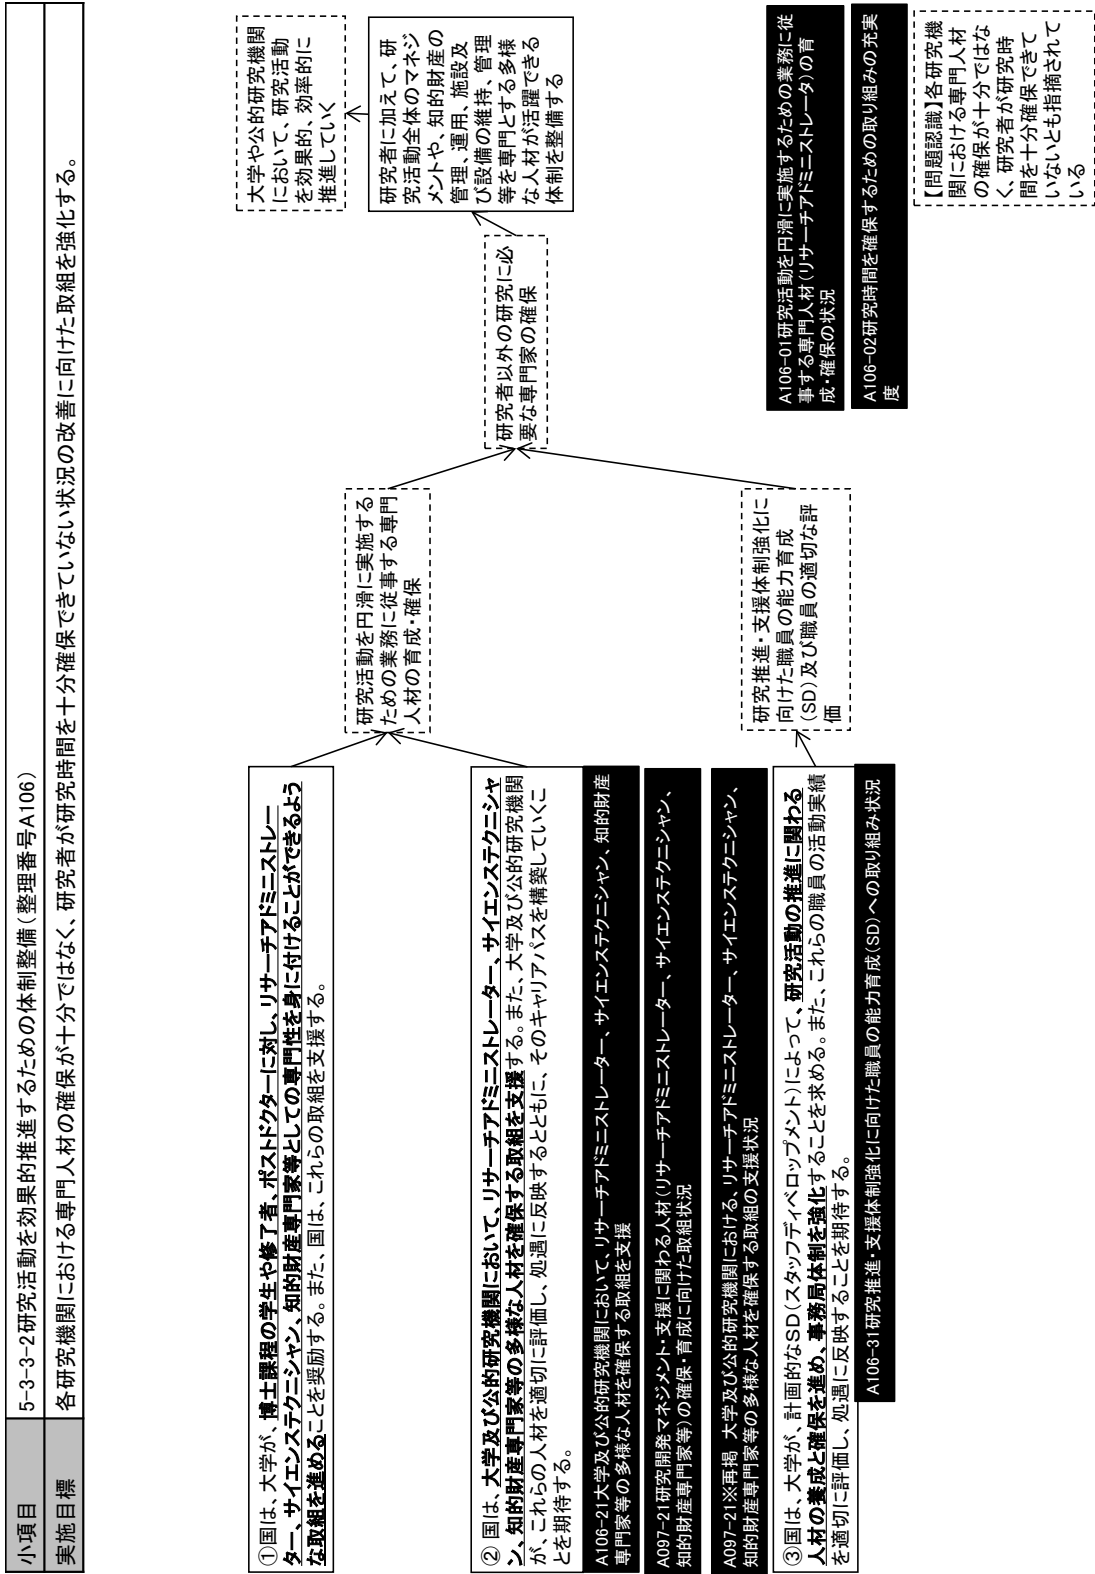 小項目
5-3-3-2研究活動を効果的推進するための体制整備(整理番号A106)
実施目標
各研究機関における専門人材の確保が十分ではなく、研究者が研究時間を十分確保できていない状況の改善に向けた取組を強化する。
①国は、大学が、博士課程の学生や修了者、ポストドクターに対し、リサーチアドミニストレー
ター、サイエンステクニシャン、知的財産専門家等としての専門性を身に付けることができるよう
な取組を進めることを奨励する。また、国は、これらの取組を支援する。
② 国は、大学及び公的研究機関において、リサーチアドミニストレーター、サイエンステクニシャ
ン、知的財産専門家等の多様な人材を確保する取組を支援する。また、大学及び公的研究機関
が、これらの人材を適切に評価し、処遇に反映するとともに、そのキャリアパスを構築していくこ
とを期待する。
A106-21大学及び公的研究機関において、リサーチアドミニストレーター、サイエンステクニシャン、知的財産
専門家等の多様な人材を確保する取組を支援
A097-21研究開発マネジメント・支援に関わる人材(リサーチアドミニストレーター、サイエンステクニシャン、
知的財産専門家等)の確保・育成に向けた取組状況
A097-21※再掲 大学及び公的研究機関における、リサーチアドミニストレーター、サイエンステクニシャン、
知的財産専門家等の多様な人材を確保する取組の支援状況
③国は、大学が、計画的なSD(スタッフディベロップメント)によって、研究活動の推進に関わる
人材の養成と確保を進め、事務局体制を強化することを求める。また、これらの職員の活動実績
を適切に評価し、処遇に反映することを期待する。
A106-31研究推進・支援体制強化に向けた職員の能力育成(SD)への取り組み状況
研究活動を円滑に実施する
ための業務に従事する専門
人材の育成・確保
研究推進・支援体制強化に
向けた職員の能力育成
(SD)及び職員の適切な評
価
研究者以外の研究に必
要な専門家の確保
大学や公的研究機関
において、研究活動
を効果的、効率的に
推進していく
研究者に加えて、研
究活動全体のマネジ
メントや、知的財産の
管理、運用、施設及
び設備の維持、管理
等を専門とする多様
な人材が活躍できる
体制を整備する
A106-01研究活動を円滑に実施するための業務に従
事する専門人材(リサーチアドミニストレータ)の育
成・確保の状況
A106-02研究時間を確保するための取り組みの充実
度
【問題認識】各研究機
関における専門人材
の確保が十分ではな
く、研究者が研究時
間を十分確保できて
いないとも指摘されて
いる